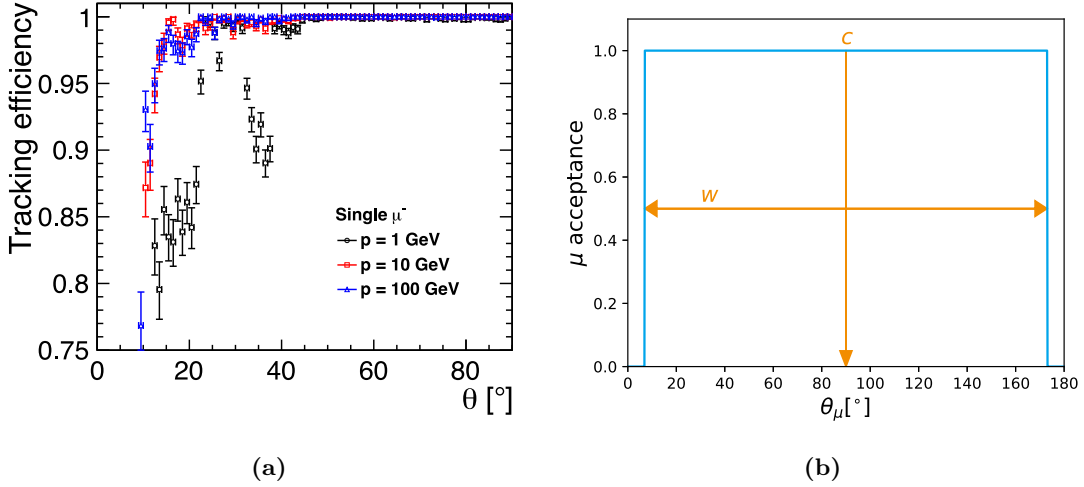 Tracking efficiency
1
0.95
0.9
0.85
0.8
0.75
0
20
40
60
80
θ [°]
Single μ⁻
p = 1 GeV
p = 10 GeV
p = 100 GeV
(a)
μ acceptance
1.0
0.8
0.6
0.4
0.2
0.0
0 20 40 60 80 100 120 140 160 180
θμ[°]
c
w
(b)